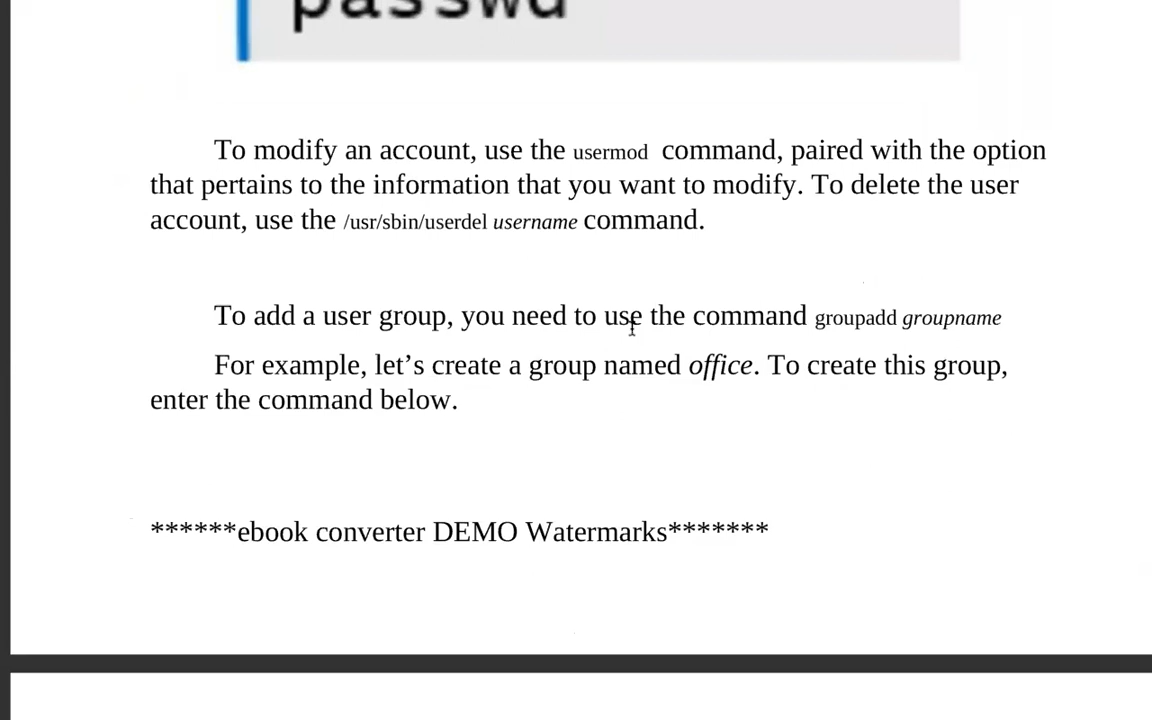 passwd
To modify an account, use the usermod command, paired with the option
that pertains to the information that you want to modify. To delete the user
account, use the /usr/sbin/userdel username command.
To add a user group, you need to use the command groupadd groupname
For example, let’s create a group named office. To create this group,
enter the command below.
******ebook converter DEMO Watermarks*******